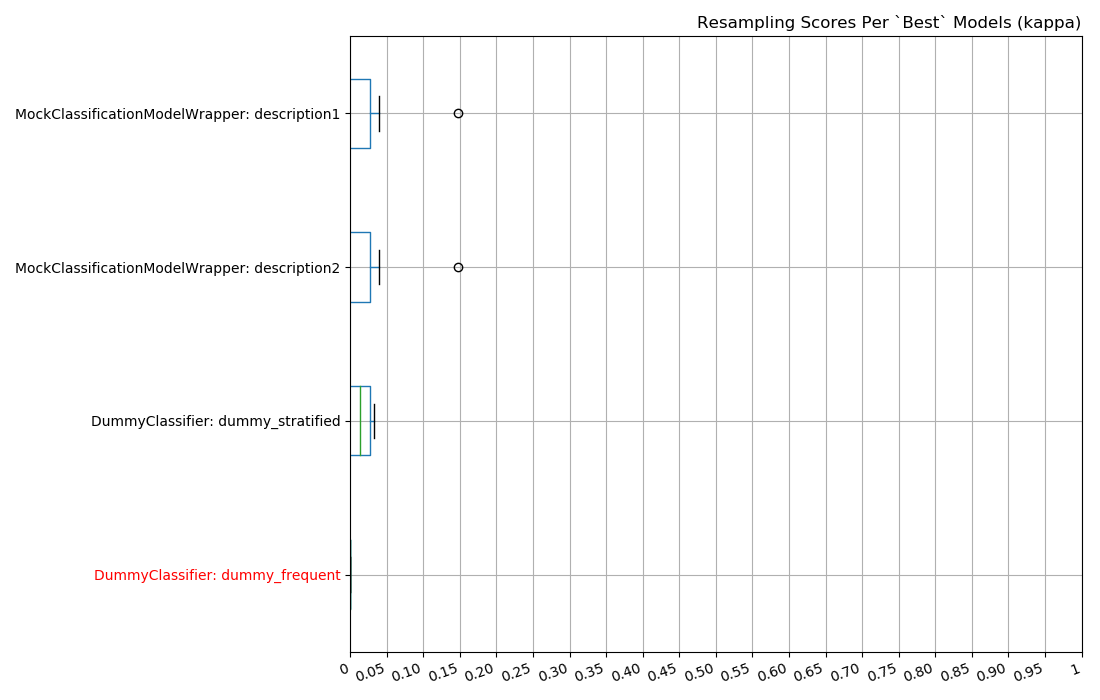 Resampling Scores Per `Best` Models (kappa)
MockClassificationModelWrapper: description1
MockClassificationModelWrapper: description2
DummyClassifier: dummy_stratified
DummyClassifier: dummy_frequent
0 0.05 0.10 0.15 0.20 0.25 0.30 0.35 0.40 0.45 0.50 0.55 0.60 0.65 0.70 0.75 0.80 0.85 0.90 0.95 1